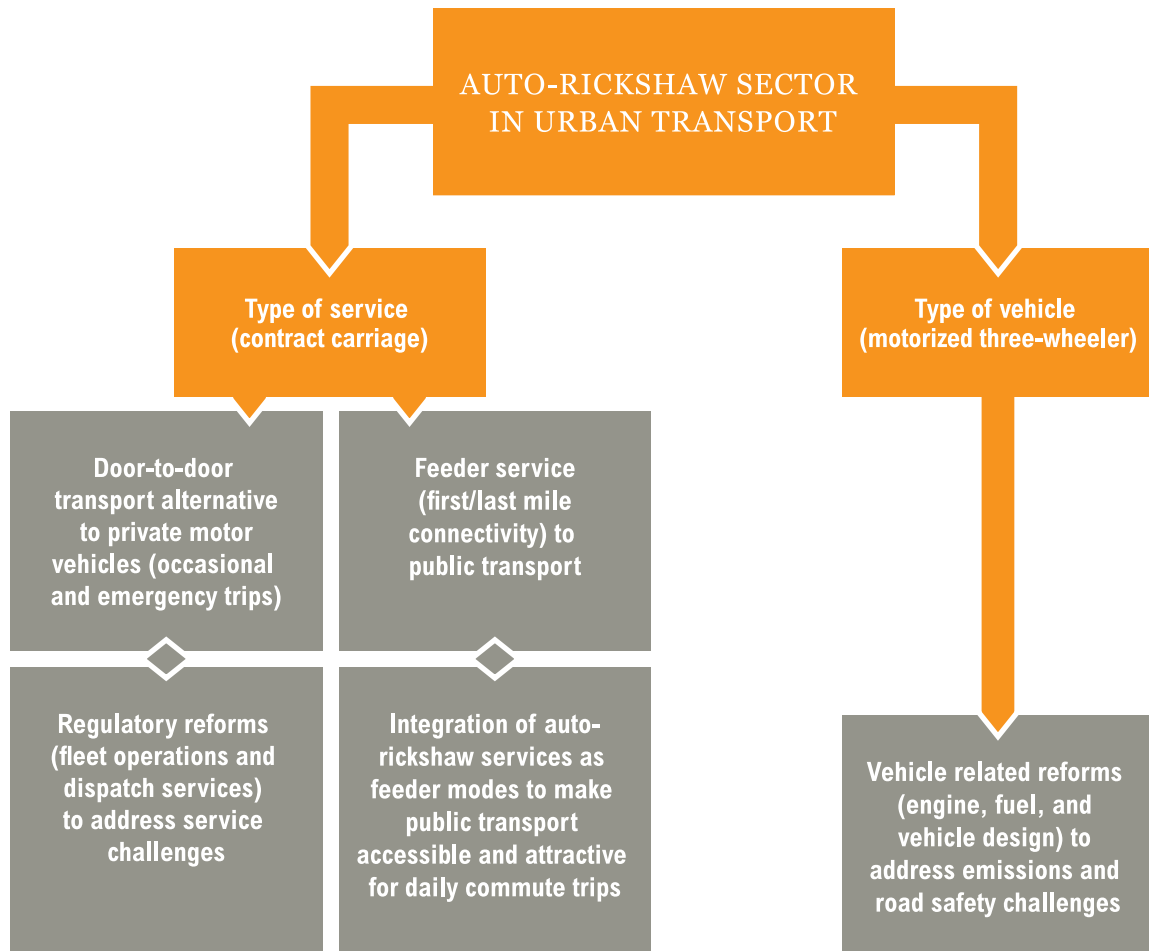 AUTO-RICKSHAW SECTOR
IN URBAN TRANSPORT
Type of service
(contract carriage)
Type of vehicle
(motorized three-wheeler)
Door-to-door
transport alternative
to private motor
vehicles (occasional
and emergency trips)
Feeder service
(first/last mile
connectivity) to
public transport
Regulatory reforms
(fleet operations and
dispatch services)
to address service
challenges
Integration of auto-
rickshaw services as
feeder modes to make
public transport
accessible and attractive
for daily commute trips
Vehicle related reforms
(engine, fuel, and
vehicle design) to
address emissions and
road safety challenges